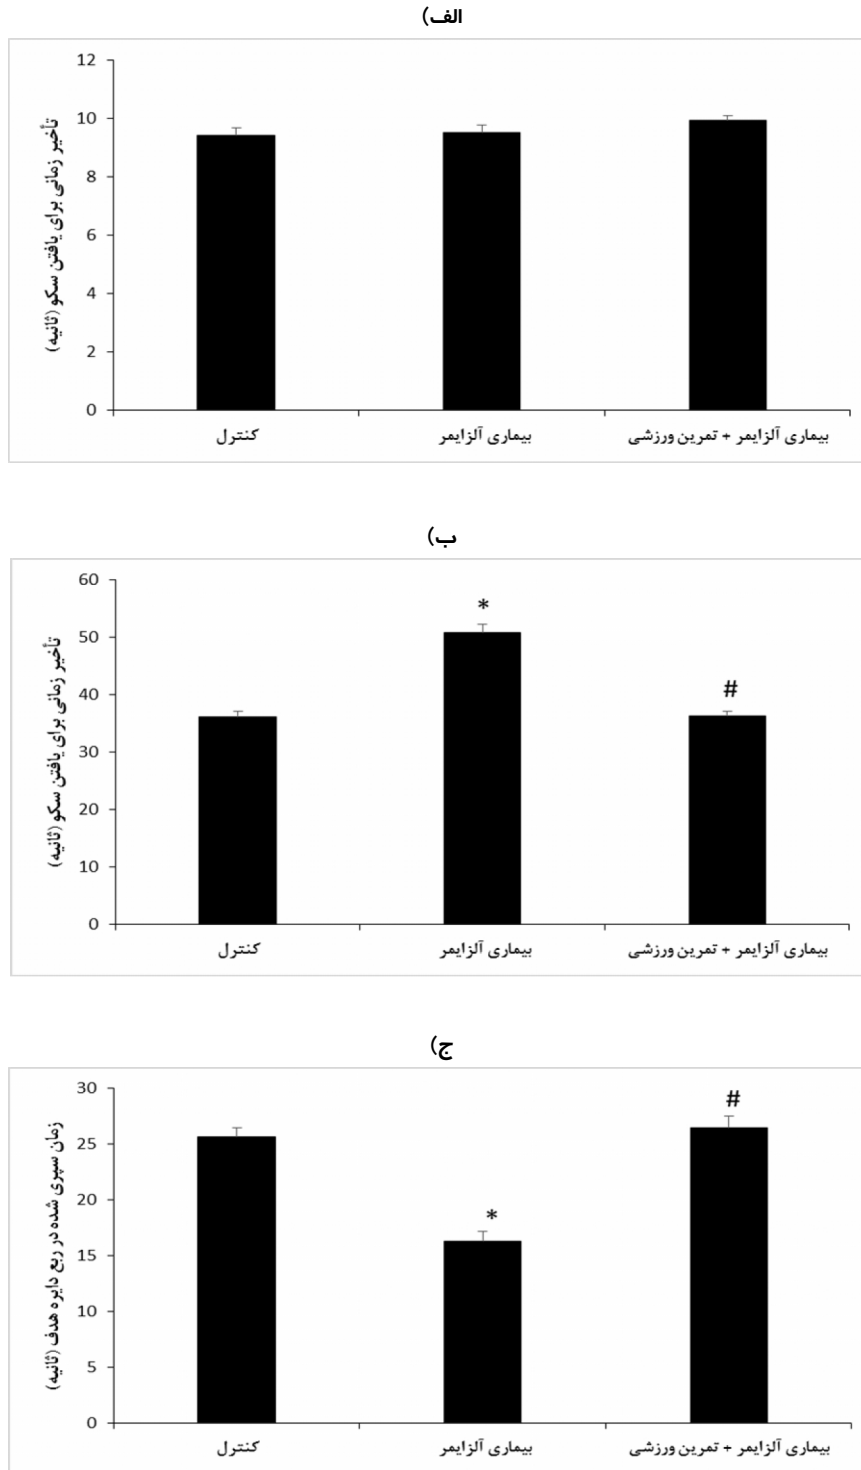 الف)
تأخیر زمانی برای یافتن سکو (ثانیه)
12
10
8
6
4
2
0
کنترل
بیماری آلزایمر
بیماری آلزایمر + تمرین ورزشی
ب)
تأخیر زمانی برای یافتن سکو (ثانیه)
60
50
40
30
20
10
0
*
#
کنترل
بیماری آلزایمر
بیماری آلزایمر + تمرین ورزشی
ج)
زمان سپری شده در ربع دایره هدف (ثانیه)
30
25
20
15
10
5
0
*
#
کنترل
بیماری آلزایمر
بیماری آلزایمر + تمرین ورزشی